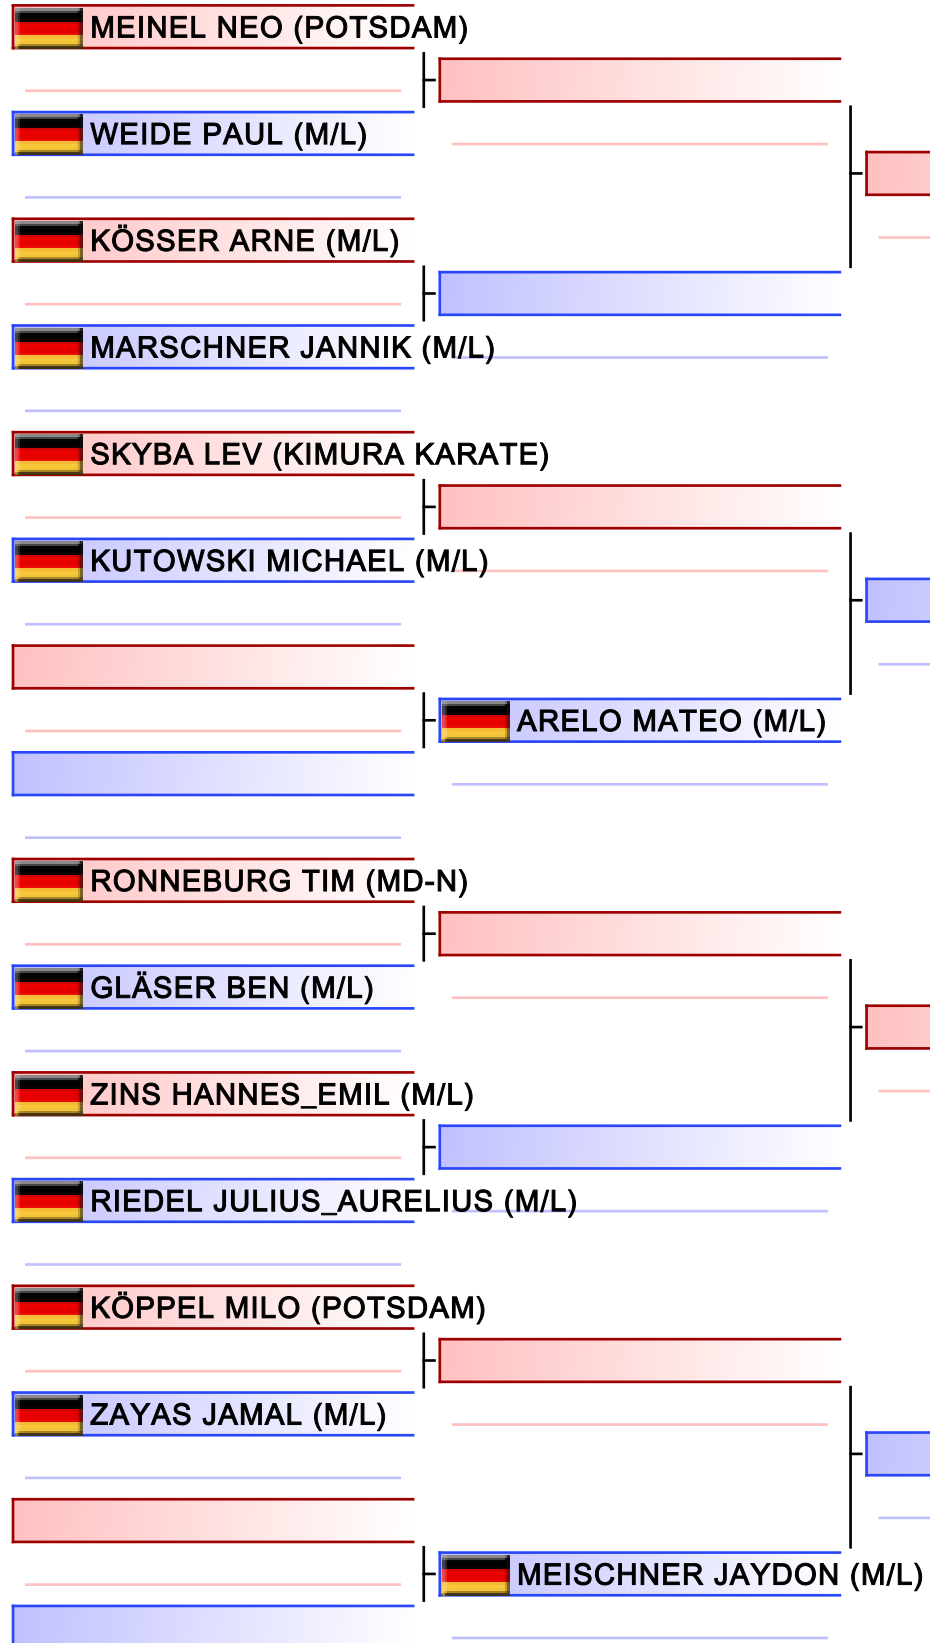 MEINEL NEO (POTSDAM)
WEIDE PAUL (M/L)
KÖSSER ARNE (M/L)
MARSCHNER JANNIK (M/L)
SKYBA LEV (KIMURA KARATE)
KUTOWSKI MICHAEL (M/L)
ARELO MATEO (M/L)
RONNEBURG TIM (MD-N)
GLÄSER BEN (M/L)
ZINS HANNES_EMIL (M/L)
RIEDEL JULIUS_AURELIUS (M/L)
KÖPPEL MILO (POTSDAM)
ZAYAS JAMAL (M/L)
MEISCHNER JAYDON (M/L)